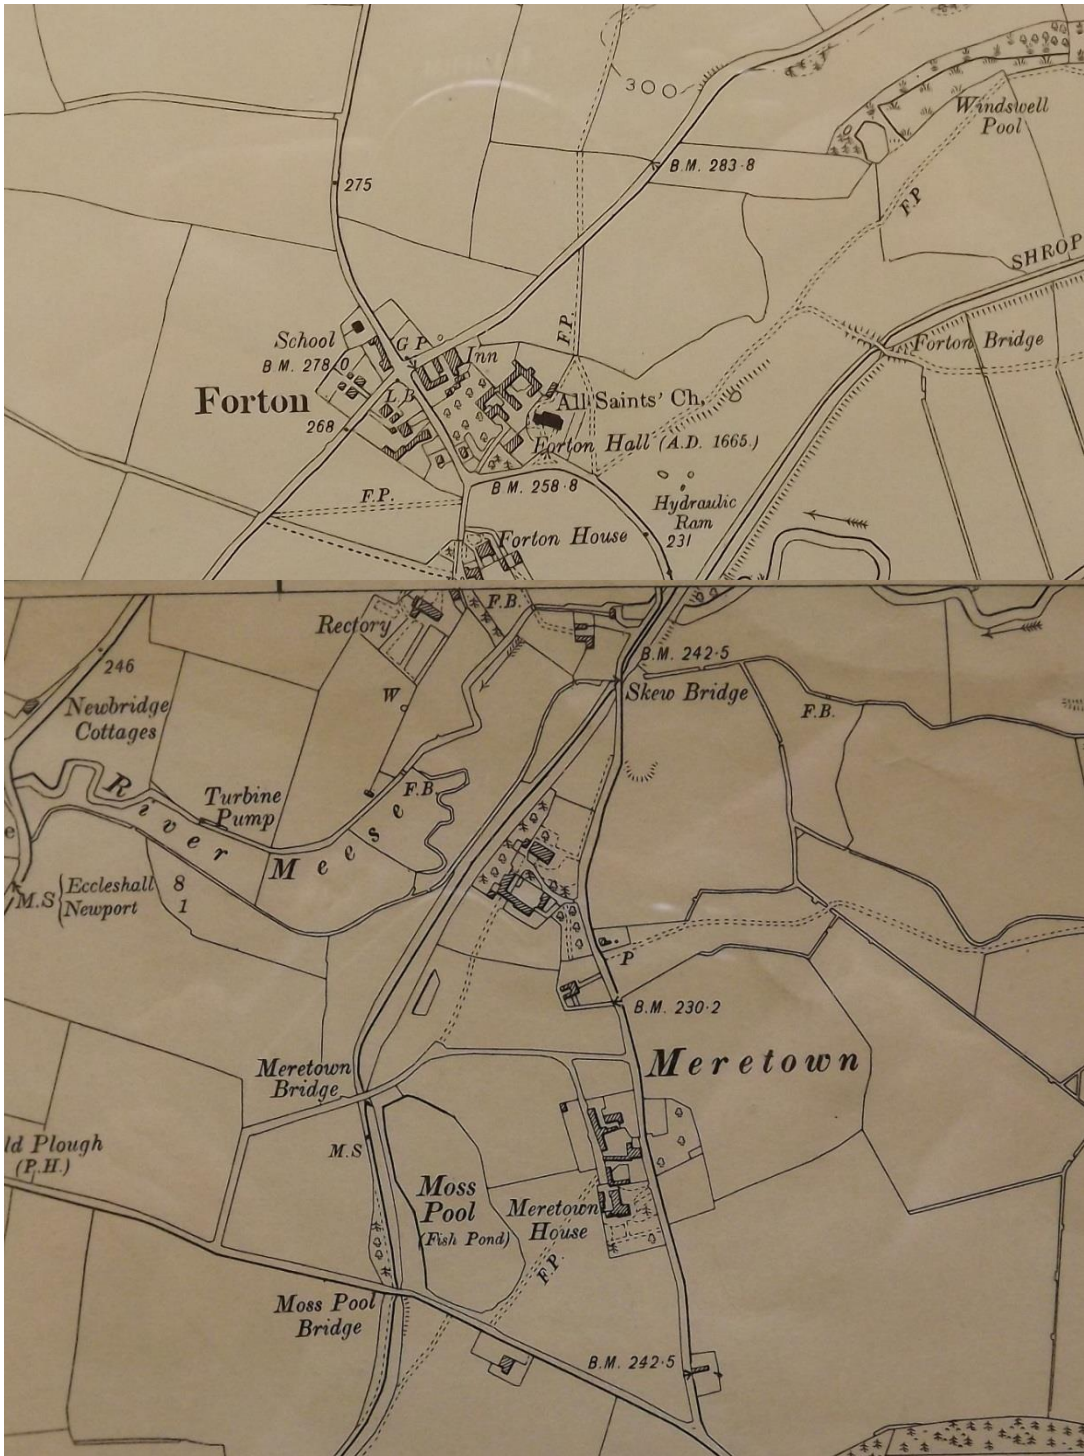 300
Windswell
Pool
B.M. 283·8
275
F.P.
SHROP
F.P.
School
G P
Inn
Forton Bridge
B M. 278·0
Forton
L B
All Saints' Ch,
268
Forton Hall (A.D. 1665.)
F.P.
B M. 258·8
Hydraulic
Ram
Forton House
231
F.B.
Rectory
B.M. 242·5
246
W
Skew Bridge
Newbridge
Cottages
F.B.
Turbine
Pump
F.B.
River Meese
M.S {Eccleshall 8
Newport 1
P
B.M. 230·2
Meretown
Meretown
Bridge
ld Plough
(P.H.)
M.S
Moss
Pool
(Fish Pond)
Meretown
House
F.P.
Moss Pool
Bridge
B.M. 242·5